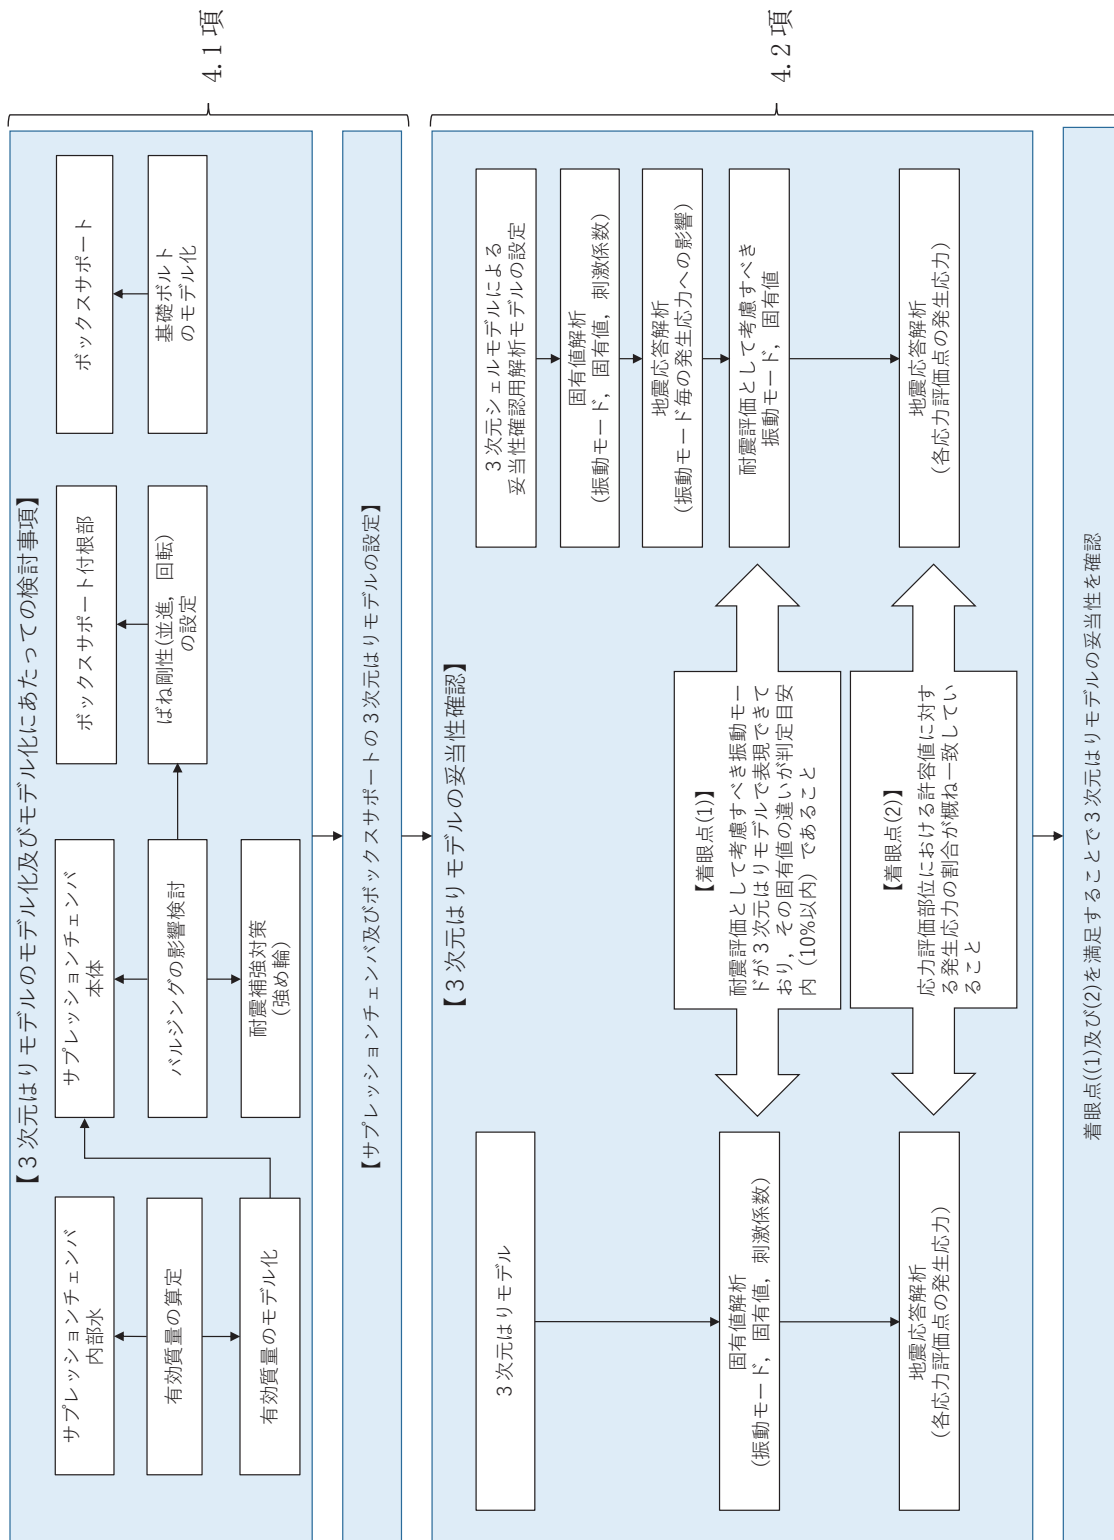 【３次元はりモデルのモデル化及びモデル化にあたっての検討事項】
サプレッションチェンバ
内部水
有効質量の算定
有効質量のモデル化
サプレッションチェンバ
本体
バルジングの影響検討
耐震補強対策
(強め輪)
ボックスサポート付根部
ばね剛性(並進，回転)
の設定
ボックスサポート
基礎ボルト
のモデル化
4.1 項
【サプレッションチェンバ及びボックスサポートの３次元はりモデルの設定】
【３次元はりモデルの妥当性確認】
３次元はりモデル
固有値解析
(振動モード，固有値，刺激係数)
地震応答解析
(各応力評価点の発生応力)
【着眼点(1)】
耐震評価として考慮すべき振動モー
ドが３次元はりモデルで表現できて
おり，その固有値の違いが判定目安
内（10%以内）であること
【着眼点(2)】
応力評価部位における許容値に対す
る発生応力の割合が概ね一致してい
ること
３次元シェルモデルによる
妥当性確認用解析モデルの設定
固有値解析
(振動モード，固有値，刺激係数)
地震応答解析
(振動モード毎の発生応力への影響)
耐震評価として考慮すべき
振動モード，固有値
地震応答解析
(各応力評価点の発生応力)
4.2 項
着眼点((1)及び(2)を満足することで３次元はりモデルの妥当性を確認